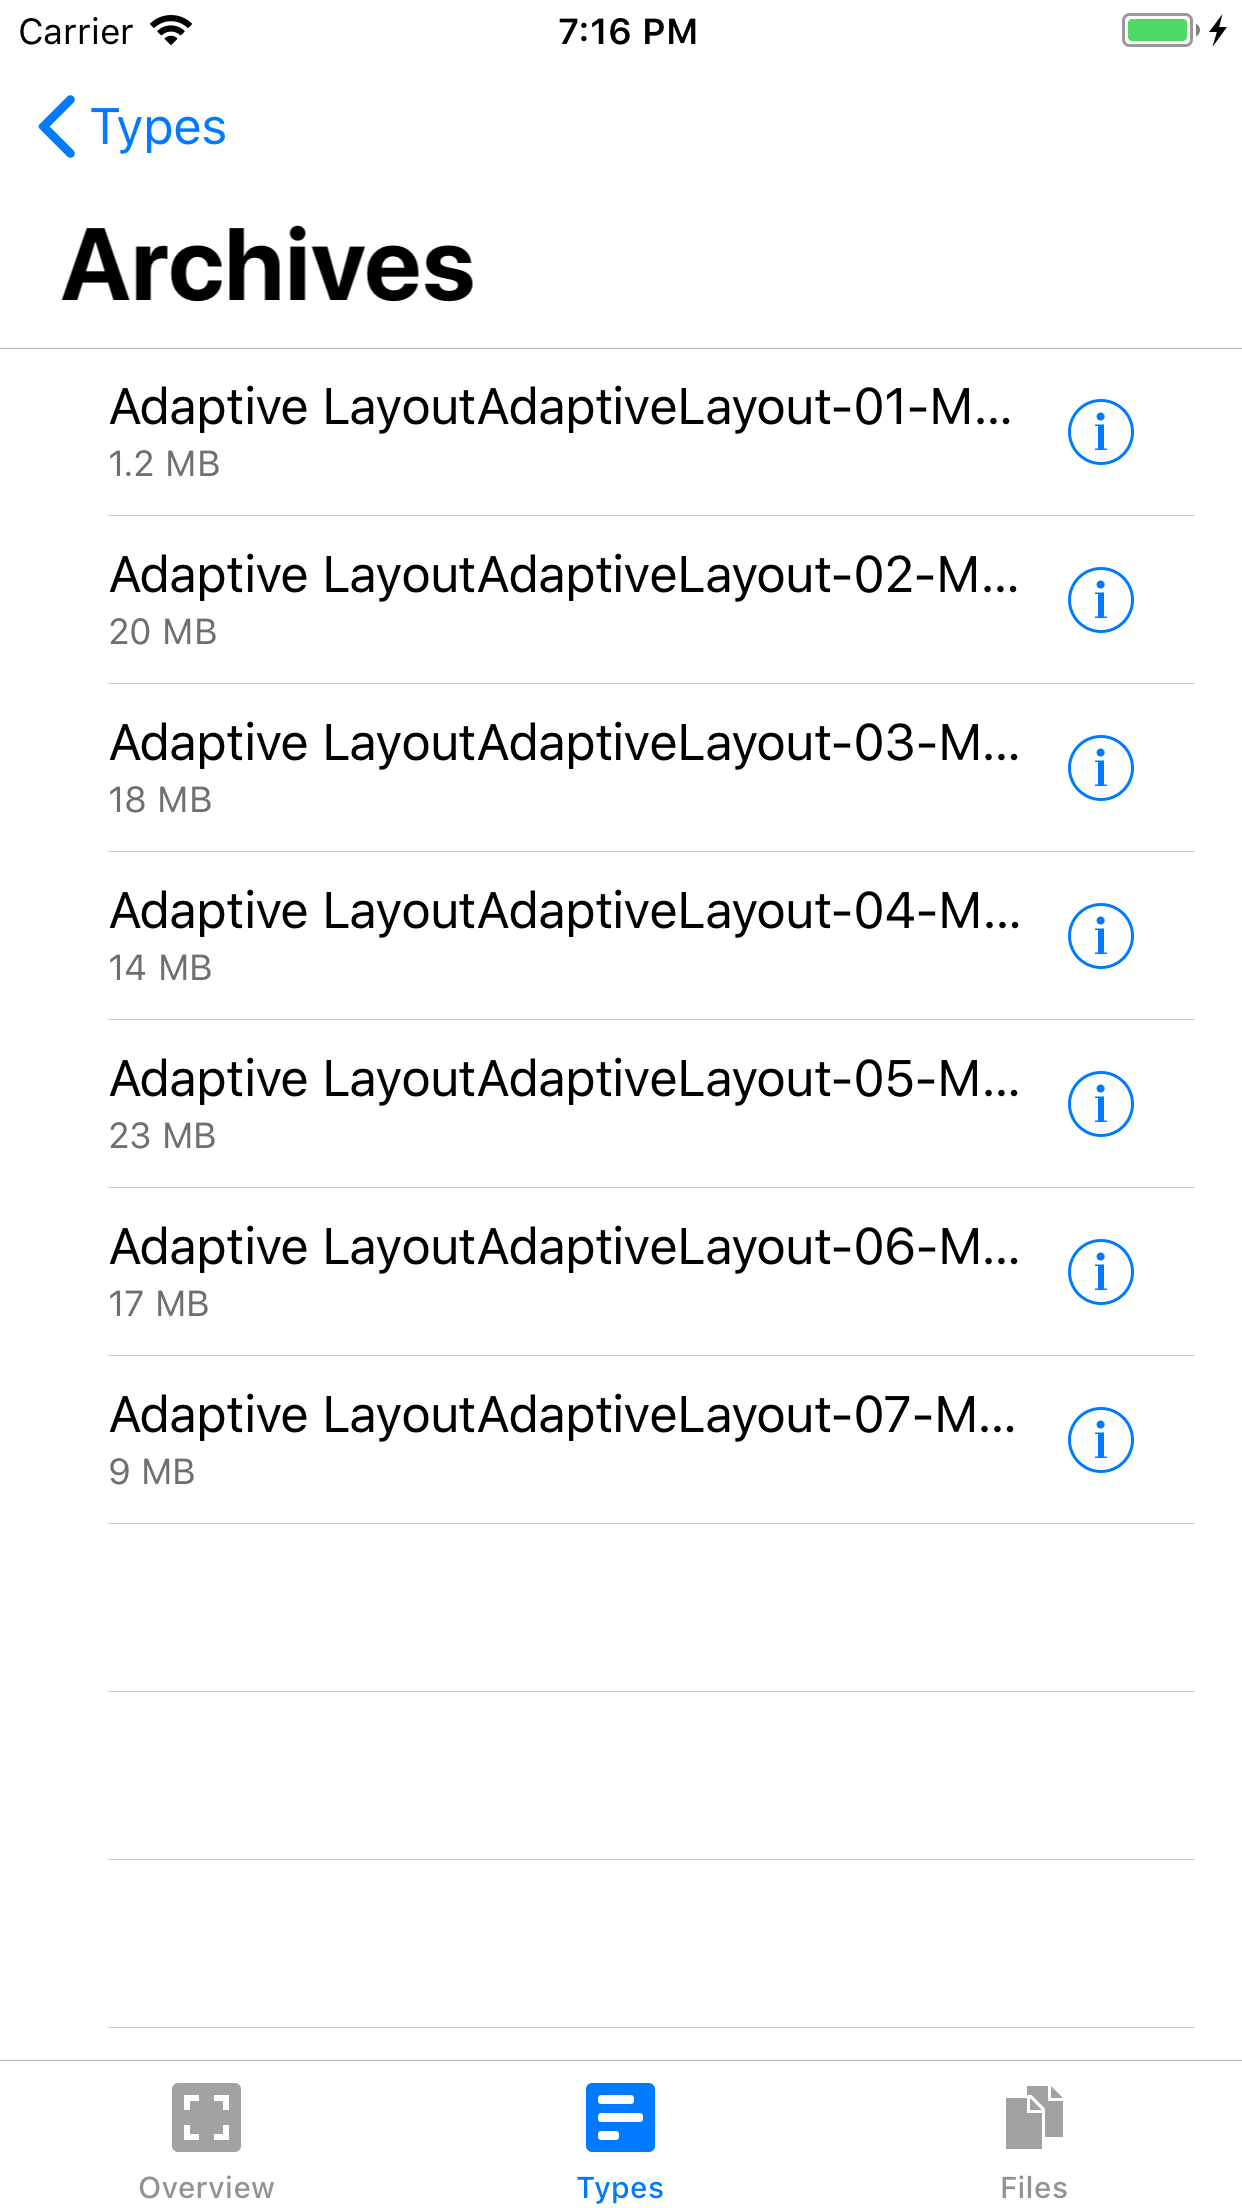 Carrier 7:16 PM
Types
Archives
Adaptive LayoutAdaptiveLayout-01-M...
1.2 MB
Adaptive LayoutAdaptiveLayout-02-M...
20 MB
Adaptive LayoutAdaptiveLayout-03-M...
18 MB
Adaptive LayoutAdaptiveLayout-04-M...
14 MB
Adaptive LayoutAdaptiveLayout-05-M...
23 MB
Adaptive LayoutAdaptiveLayout-06-M...
17 MB
Adaptive LayoutAdaptiveLayout-07-M...
9 MB
Overview Types Files